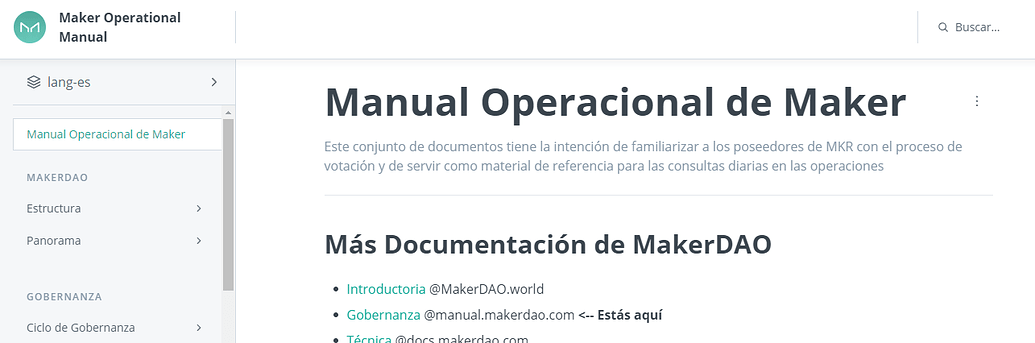 Maker Operational
Manual
Buscar...
lang-es
Manual Operacional de Maker
MAKERDAO
Estructura
Panorama
GOBERNANZA
Ciclo de Gobernanza
Manual Operacional de Maker
Este conjunto de documentos tiene la intención de familiarizar a los poseedores de MKR con el proceso de
votación y de servir como material de referencia para las consultas diarias en las operaciones
Más Documentación de MakerDAO
Introductoria @MakerDAO.world
Gobernanza @manual.makerdao.com <-- Estás aquí
Técnica @docs.makerdao.com